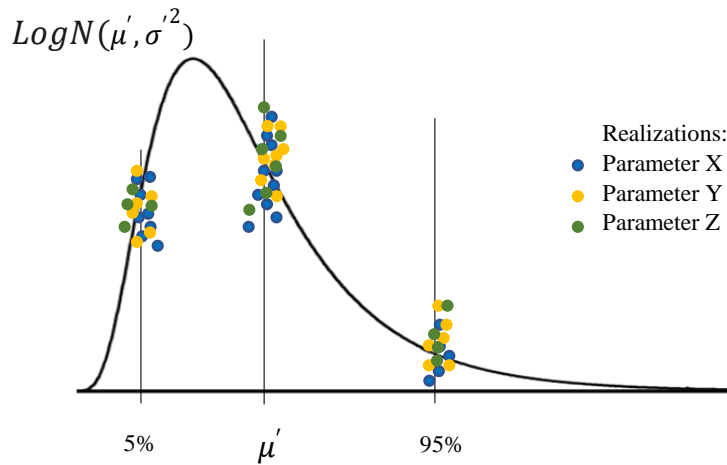 LogN(μ′, σ′²)
Realizations:
Parameter X
Parameter Y
Parameter Z
5%
μ′
95%